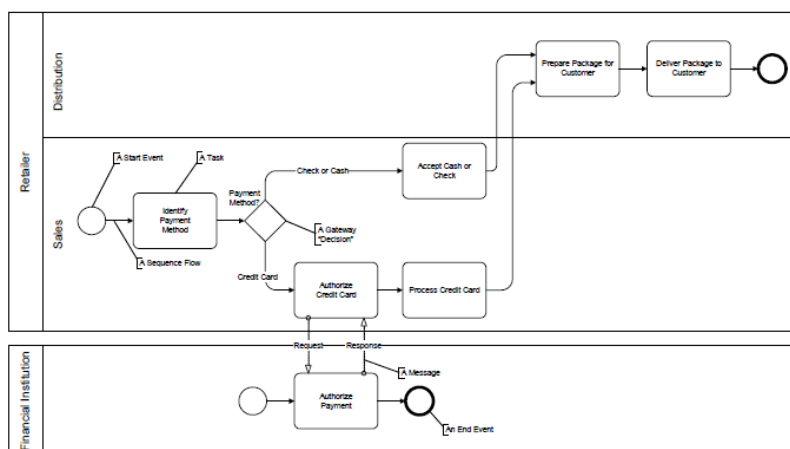 Retailer
Distribution
Prepare Package for
Customer
Deliver Package to
Customer
Sales
A Start Event
A Task
Identify
Payment
Method
A Sequence Flow
Payment
Method?
Check or Cash
Accept Cash or
Check
A Gateway
"Decision"
Credit Card
Authorize
Credit Card
Process Credit Card
Request
Response
Financial Institution
A Message
Authorize
Payment
An End Event